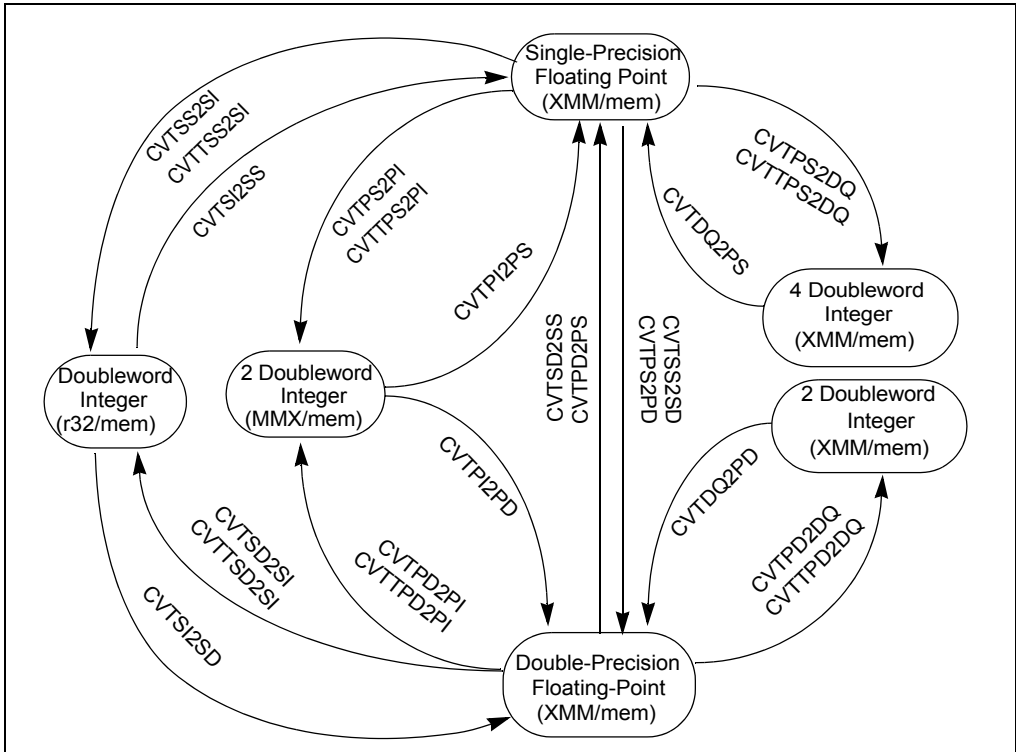 Single-Precision
Floating Point
(XMM/mem)
CVTSS2SI
CVTTSS2SI
CVTSI2SS
CVTPS2PI
CVTTPS2PI
CVTPI2PS
CVTPS2DQ
CVTTPS2DQ
CVTDQ2PS
4 Doubleword
Integer
(XMM/mem)
CVTSD2SS
CVTPD2PS
CVTSS2SD
CVTPS2PD
Doubleword
Integer
(r32/mem)
2 Doubleword
Integer
(MMX/mem)
2 Doubleword
Integer
(XMM/mem)
CVTPI2PD
CVTDQ2PD
CVTSD2SI
CVTTSD2SI
CVTPD2PI
CVTTPD2PI
CVTPD2DQ
CVTTPD2DQ
CVTSI2SD
Double-Precision
Floating-Point
(XMM/mem)